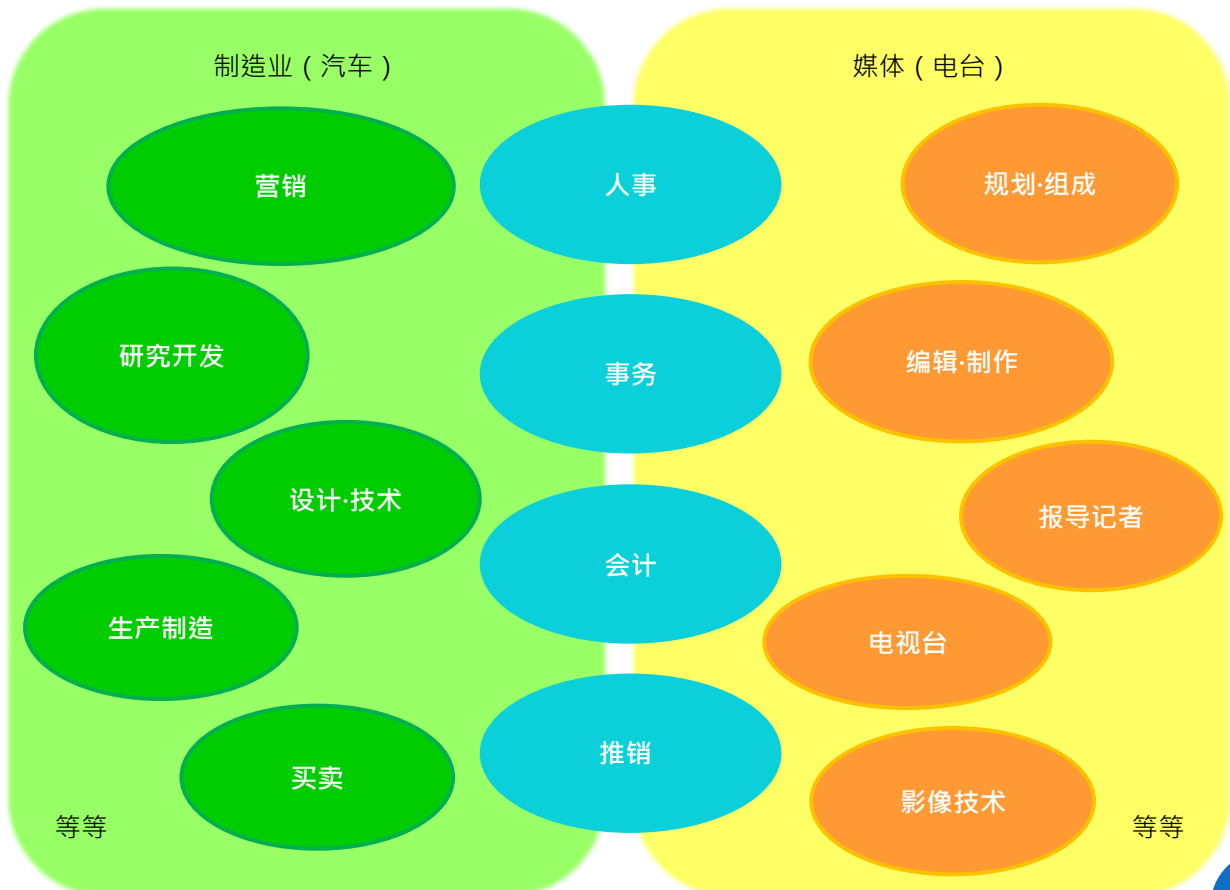 制造业（汽车）
营销
研究开发
设计·技术
生产制造
买卖
等等
人事
事务
会计
推销
媒体（电台）
规划·组成
编辑·制作
报导记者
电视台
影像技术
等等